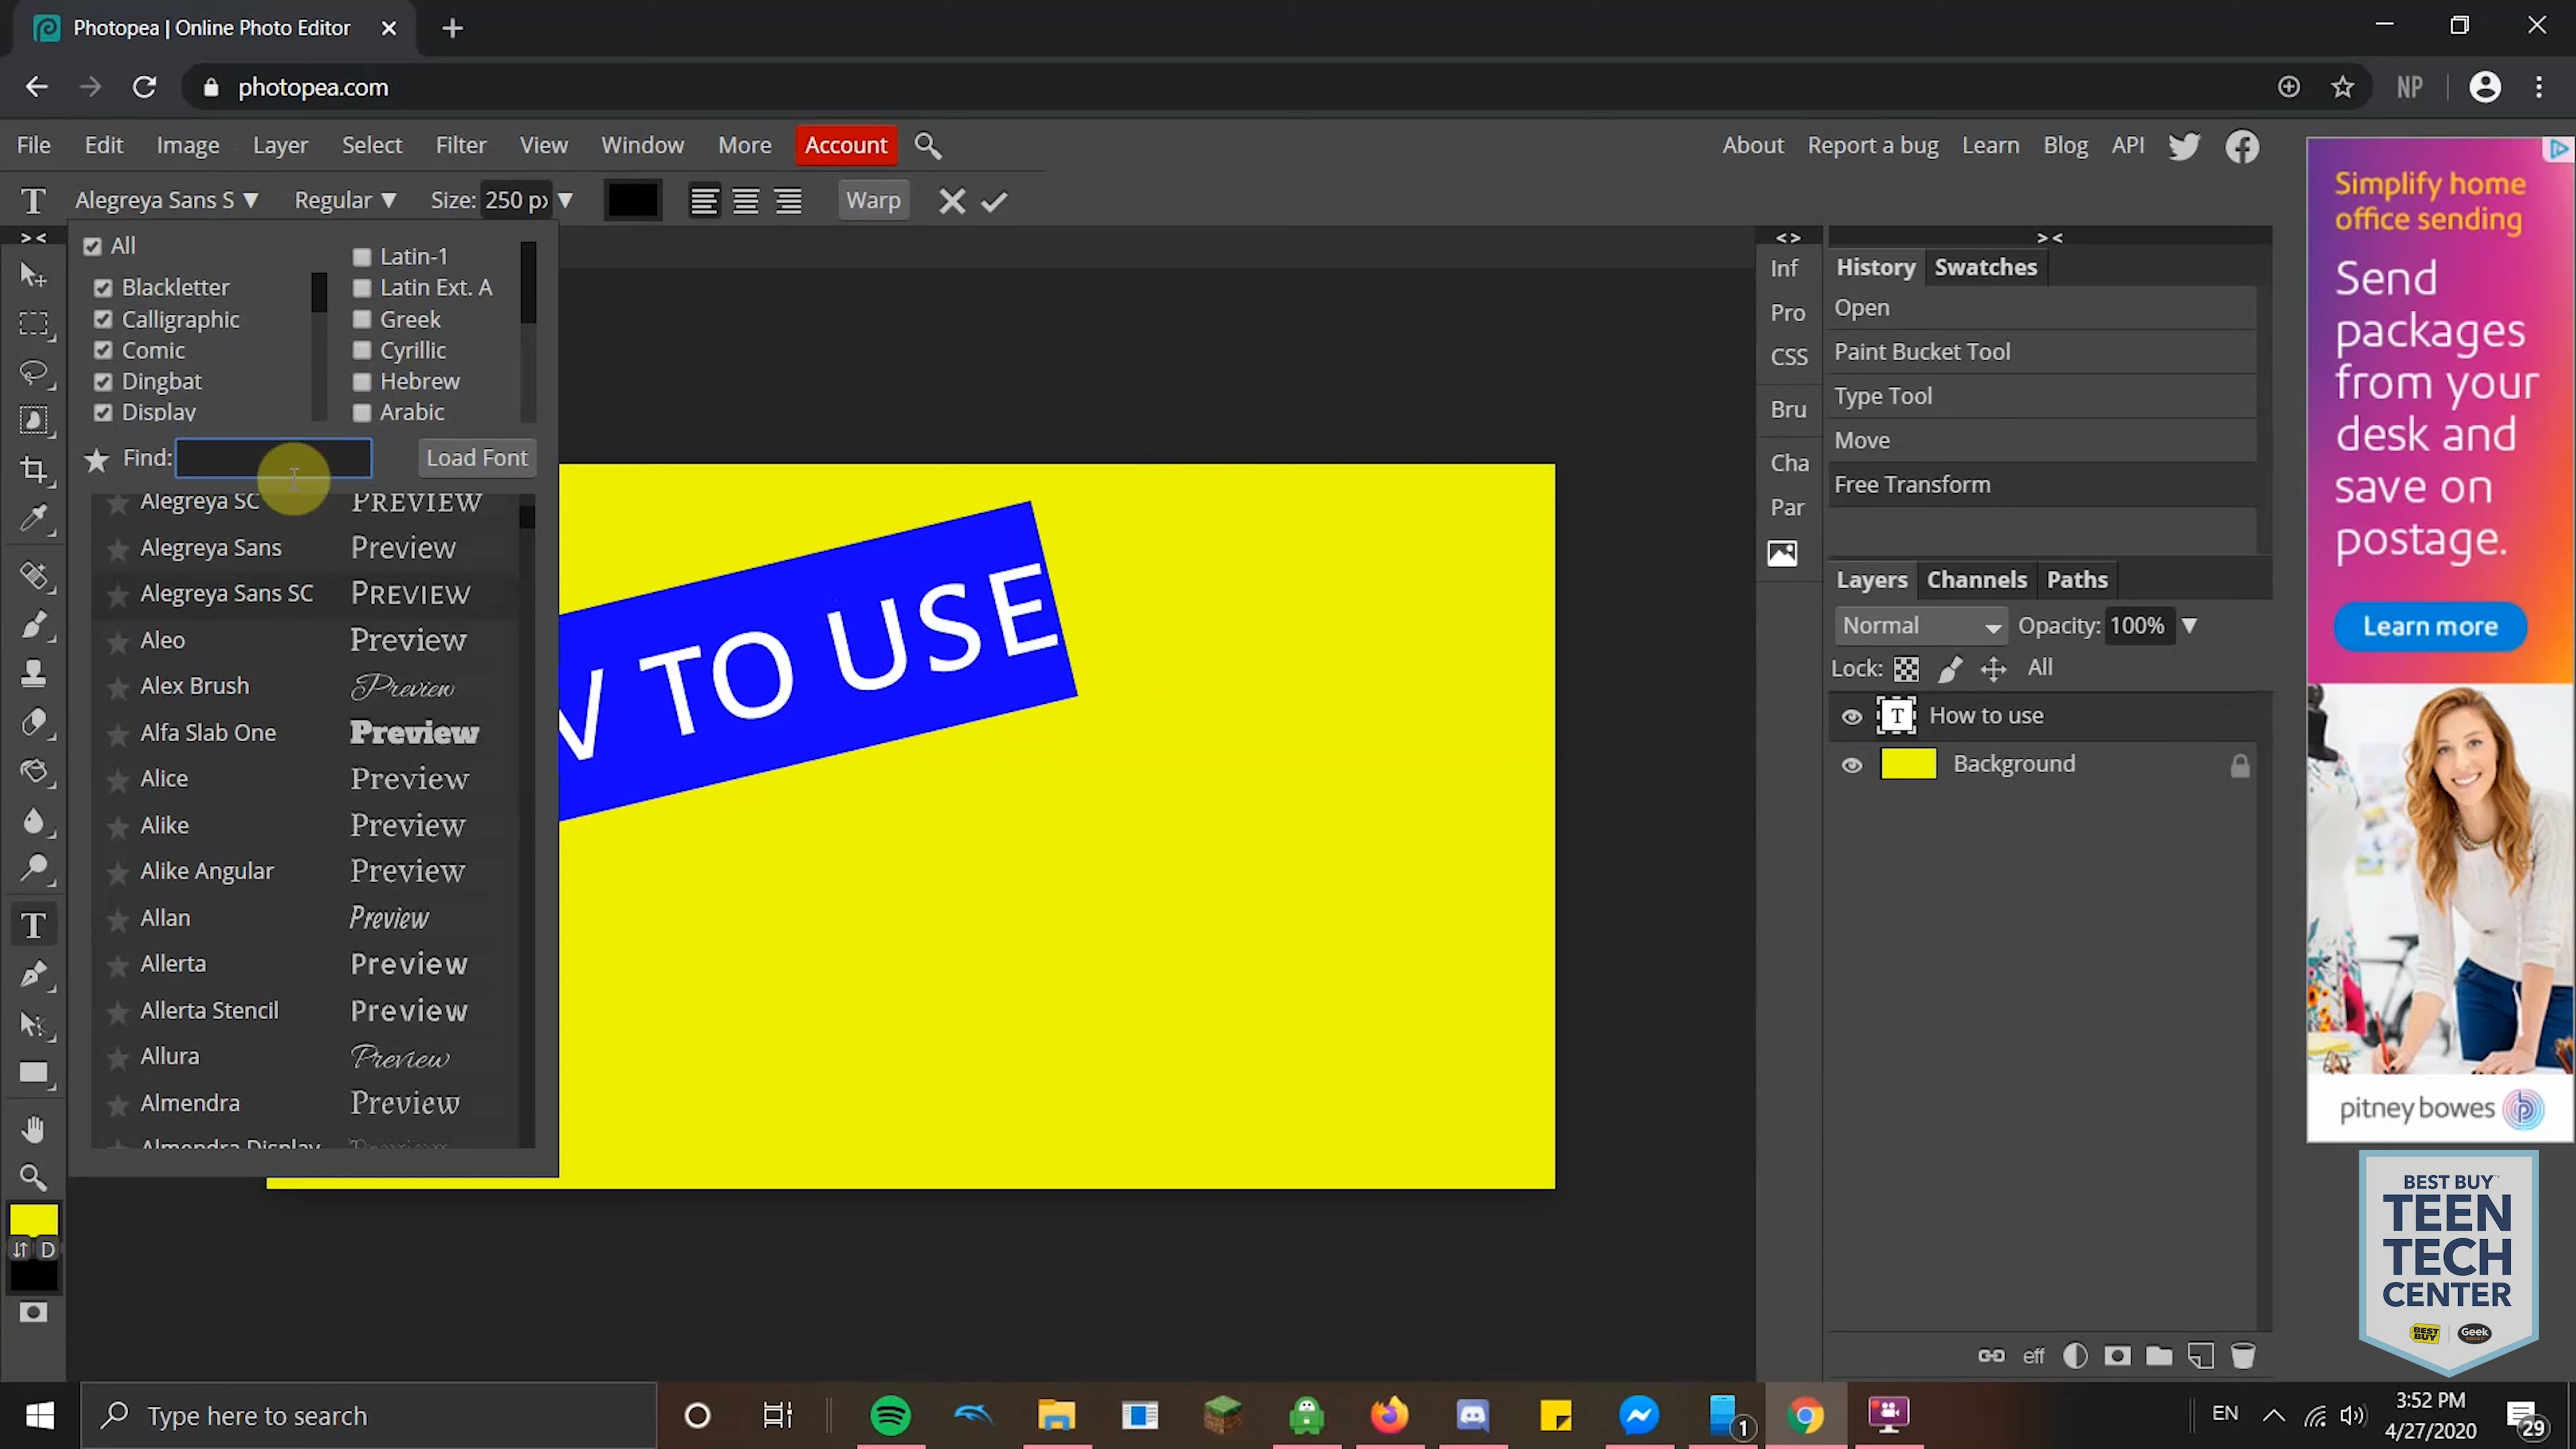 Photopea | Online Photo Editor
photopea.com
NP
File Edit Image Layer Select Filter View Window More Account
About Report a bug Learn Blog API
T Alegreya Sans S ▼ Regular ▼ Size: 250 px ▼ Warp
All
Blackletter
Calligraphic
Comic
Dingbat
Display
Latin-1
Latin Ext. A
Greek
Cyrillic
Hebrew
Arabic
Find: Load Font
Alegreya SC PREVIEW
Alegreya Sans Preview
Alegreya Sans SC PREVIEW
Aleo Preview
Alex Brush Preview
Alfa Slab One Preview
Alice Preview
Alike Preview
Alike Angular Preview
Allan Preview
Allerta Preview
Allerta Stencil Preview
Allura Preview
Almendra Preview
Almendra Display Preview
TO USE
T
D
Inf
Pro
CSS
Bru
Cha
Par
History Swatches
Open
Paint Bucket Tool
Type Tool
Move
Free Transform
Layers Channels Paths
Normal Opacity: 100% ▼
Lock: All
T How to use
Background
eff
Simplify home
office sending
Send
packages
from your
desk and
save on
postage.
Learn more
pitney bowes
BEST BUY™
TEEN
TECH
CENTER
BEST BUY Geek SQUAD
Type here to search
1
EN
3:52 PM
4/27/2020
29